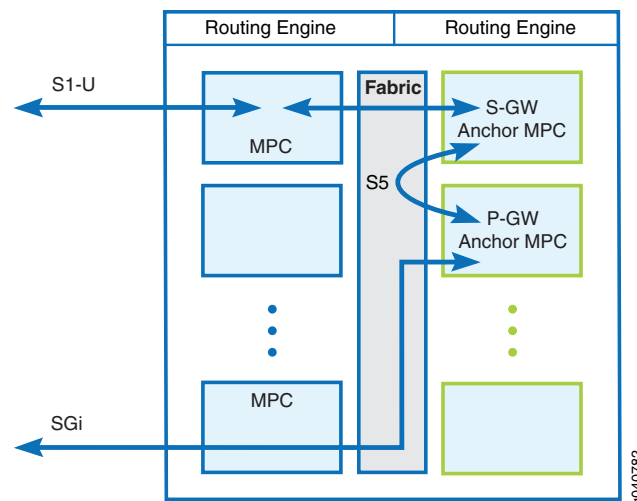 Routing Engine
Routing Engine
S1-U
Fabric
MPC
S-GW
Anchor MPC
S5
P-GW
Anchor MPC
MPC
SGi